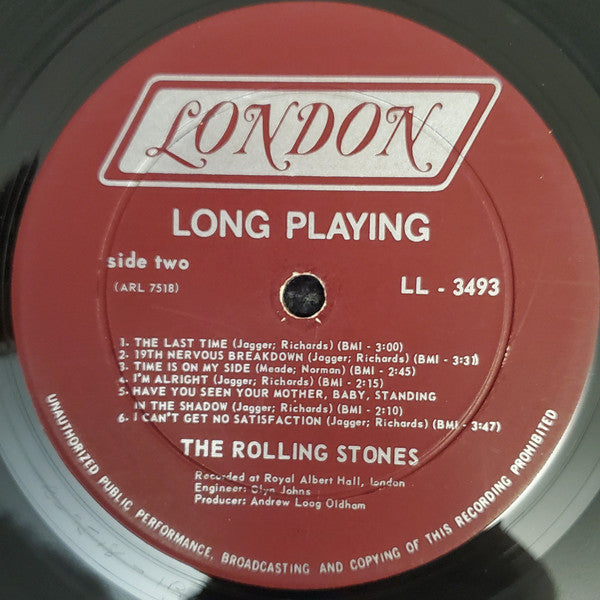 LONDON
LONG PLAYING
side two
(ARL 7518)
LL - 3493
1. THE LAST TIME (Jagger; Richards) (BMI - 3:00)
2. 19TH NERVOUS BREAKDOWN (Jagger; Richards) (BMI - 3:31)
3. TIME IS ON MY SIDE (Meade; Norman) (BMI - 2:45)
4. I'M ALRIGHT (Jagger; Richards) (BMI - 2:15)
5. HAVE YOU SEEN YOUR MOTHER, BABY, STANDING
IN THE SHADOW (Jagger; Richards) (BMI - 2:10)
6. I CAN'T GET NO SATISFACTION (Jagger; Richards) (BMI - 3:47)
THE ROLLING STONES
Recorded at Royal Albert Hall, london
Engineer: Glyn Johns
Producer: Andrew Loog Oldham
UNAUTHORIZED PUBLIC PERFORMANCE, BROADCASTING AND COPYING OF THIS RECORDING PROHIBITED